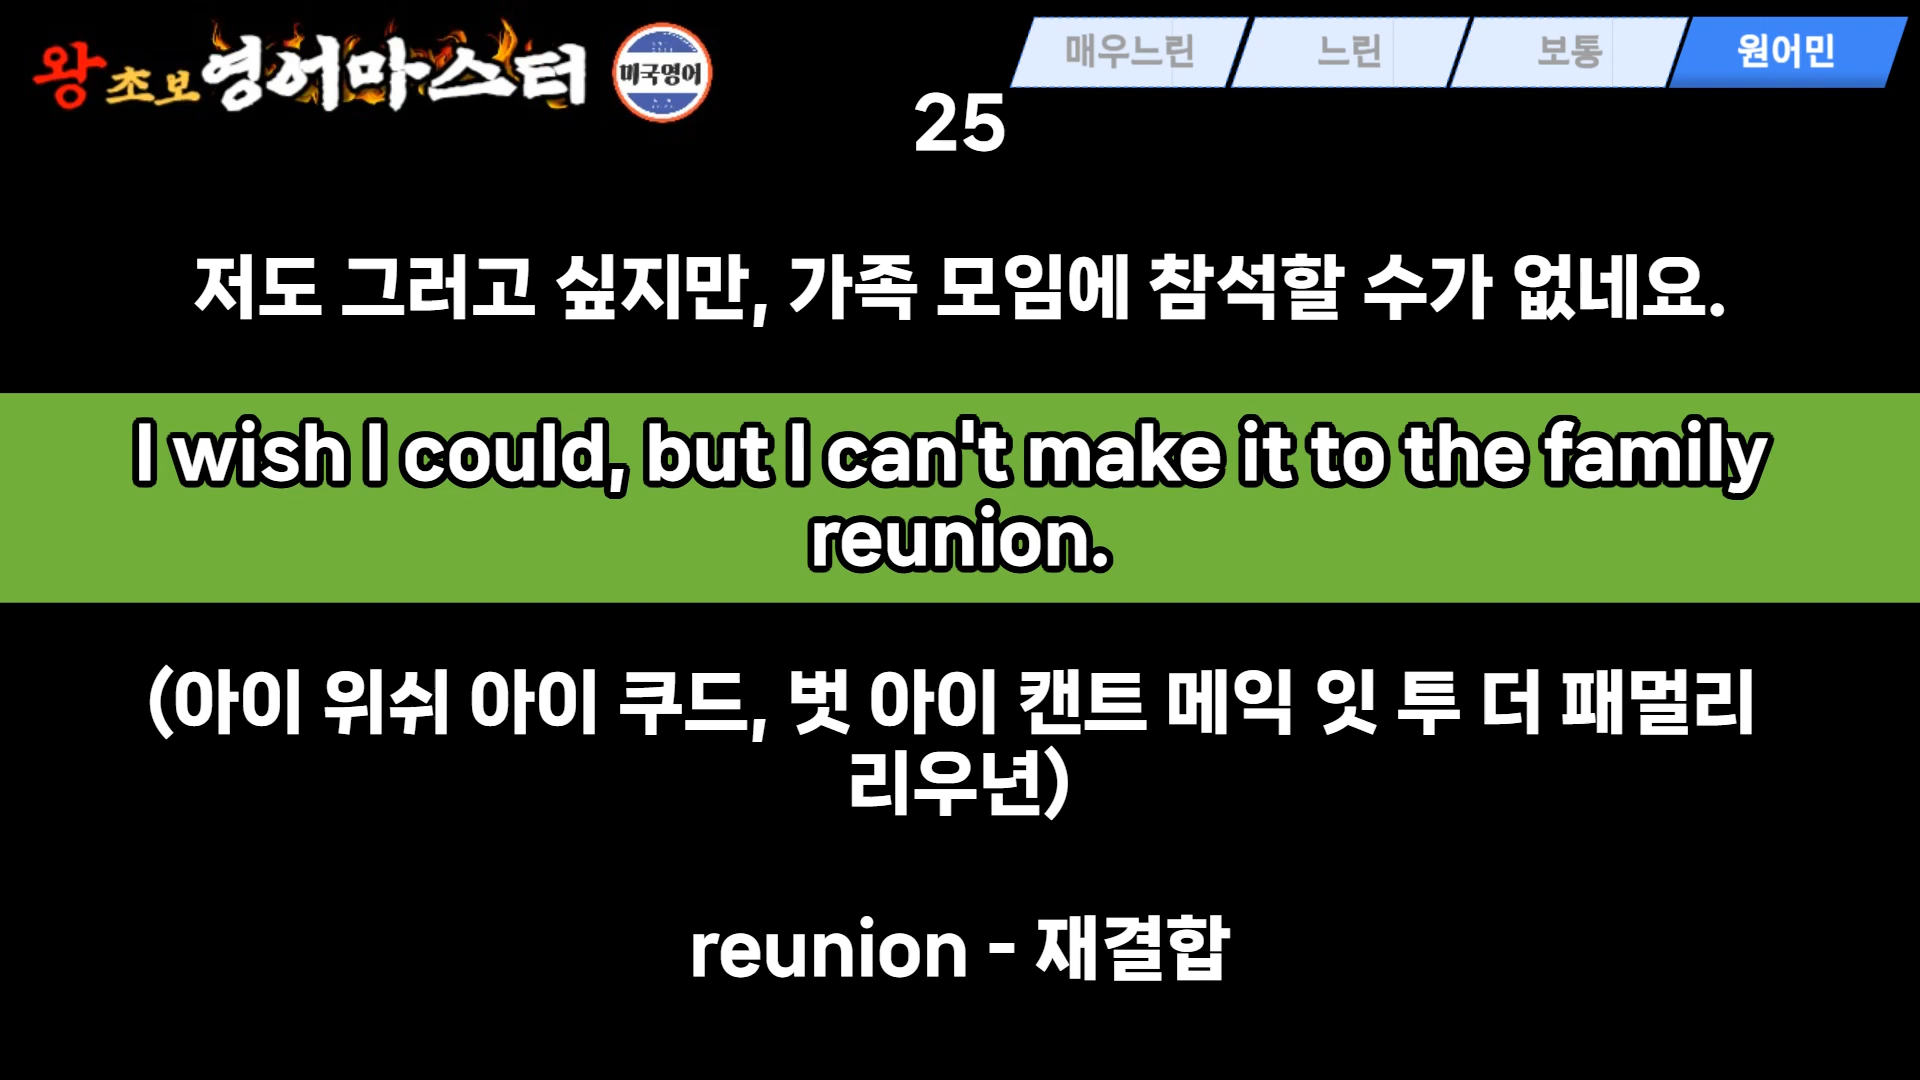 왕초보영어마스터
미국영어
매우느린
느린
보통
원어민
25
저도 그러고 싶지만, 가족 모임에 참석할 수가 없네요.
I wish I could, but I can't make it to the family
reunion.
(아이 위쉬 아이 쿠드, 벗 아이 캔트 메익 잇 투 더 패멀리
리우년)
reunion - 재결합